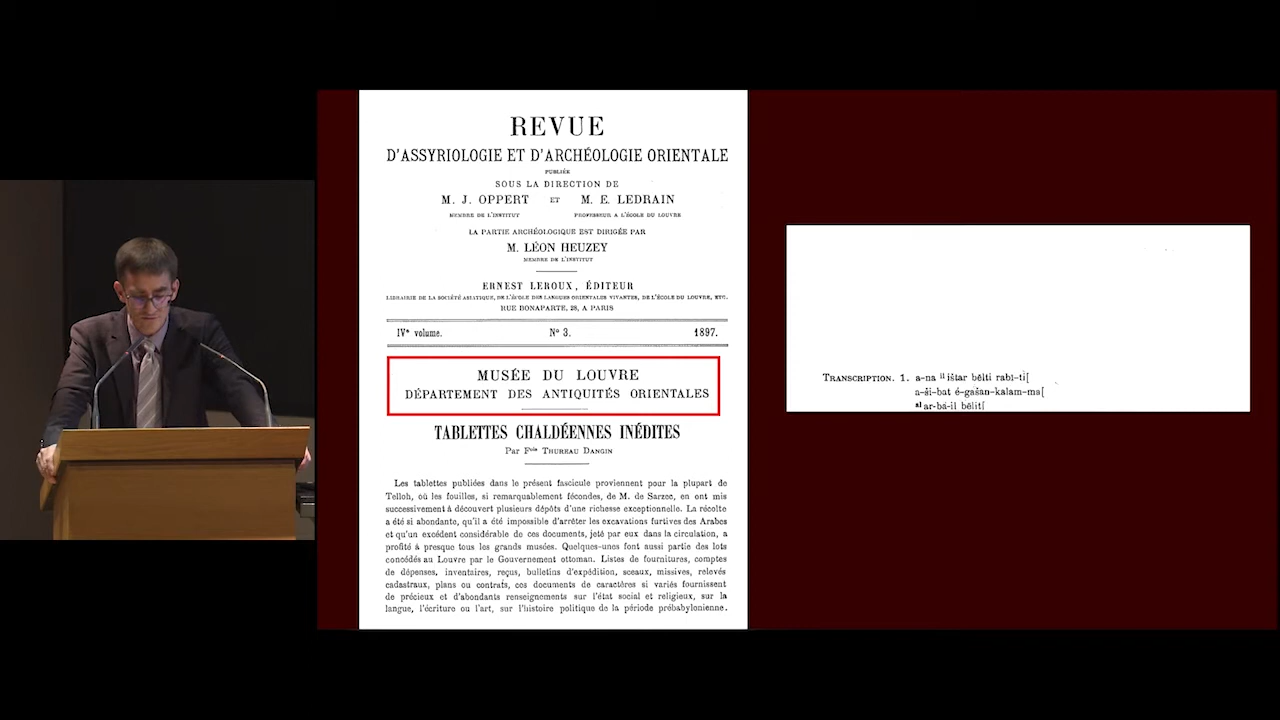 REVUE
D'ASSYRIOLOGIE ET D'ARCHÉOLOGIE ORIENTALE
PUBLIÉE
SOUS LA DIRECTION DE
M. J. OPPERT ET M. E. LEDRAIN
MEMBRE DE L'INSTITUT PROFESSEUR A L'ÉCOLE DU LOUVRE
LA PARTIE ARCHÉOLOGIQUE EST DIRIGÉE PAR
M. LÉON HEUZEY
MEMBRE DE L'INSTITUT
ERNEST LEROUX, ÉDITEUR
LIBRAIRIE DE LA SOCIÉTÉ ASIATIQUE, DE L'ÉCOLE DES LANGUES ORIENTALES VIVANTES, DE L'ÉCOLE DU LOUVRE, ETC.
RUE BONAPARTE, 28, A PARIS
IVe volume. No 3. 1897.
MUSÉE DU LOUVRE
DÉPARTEMENT DES ANTIQUITÉS ORIENTALES
TABLETTES CHALDÉENNES INÉDITES
Par Fois THUREAU DANGIN
Les tablettes publiées dans le présent fascicule proviennent pour la plupart de
Telloh, où les fouilles, si remarquablement fécondes, de M. de Sarzec, en ont mis
successivement à découvert plusieurs dépôts d'une richesse exceptionelle. La récolte
a été si abondante, qu'il a été impossible d'arrêter les excavations furtives des Arabes
et qu'un excédent considérable de ces documents, jeté par eux dans la circulation, a
profité à presque tous les grands musées. Quelques-unes font aussi partie des lots
concédés au Louvre par le Gouvernement ottoman. Listes de fournitures, comptes
de dépenses, inventaires, reçus, bulletins d'expédition, sceaux, missives, relevés
cadastraux, plans ou contrats, ces documents de caractères si variés fournissent
de précieux et d'abondants renseignements sur l'état social et religieux, sur la
langue, l'écriture ou l'art, sur l'histoire politique de la période prébabylonienne.
TRANSCRIPTION. 1. a-na il ištar bêlti rabî-ti[
a-ši-bat é-gašan-kalam-ma[
al ar-ba-il bêlit[